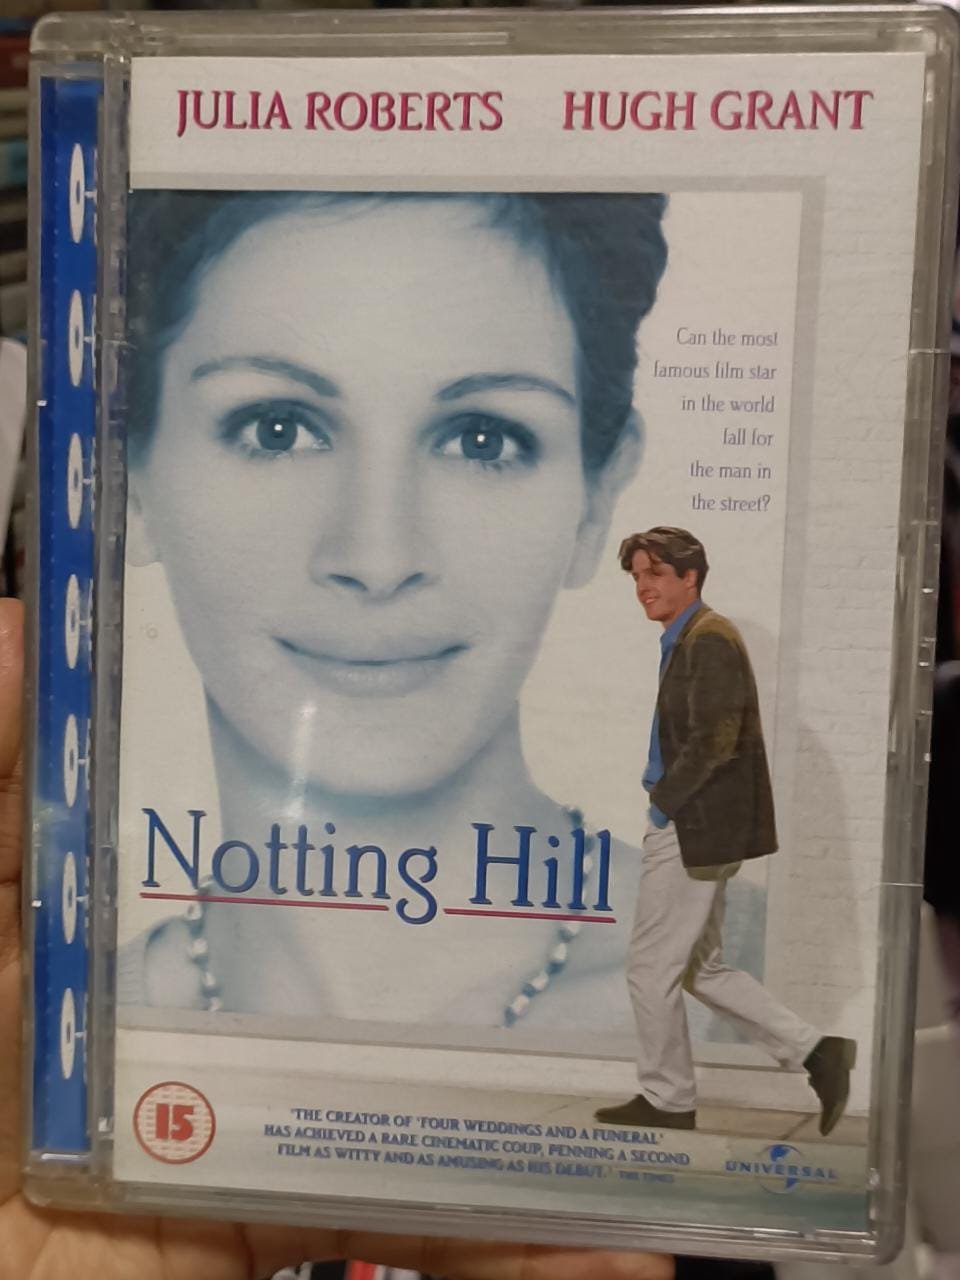 JULIA ROBERTS HUGH GRANT
Can the most
famous film star
in the world
fall for
the man in
the street?
Notting Hill
15
'THE CREATOR OF 'FOUR WEDDINGS AND A FUNERAL'
HAS ACHIEVED A RARE CINEMATIC COUP, PENNING A SECOND
FILM AS WITTY AND AS AMUSING AS HIS DEBUT.' THE TIMES
UNIVERSAL